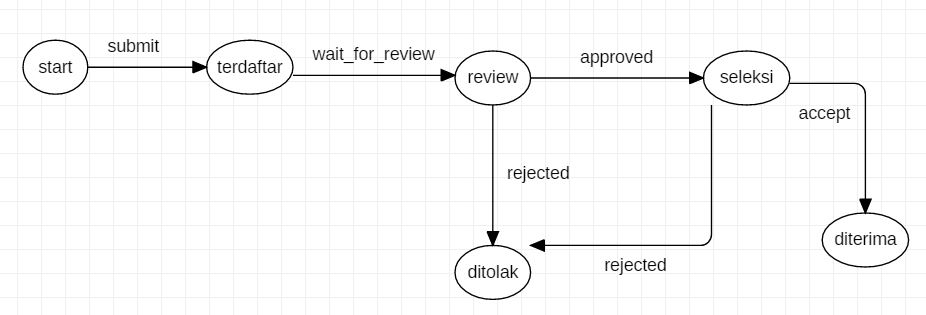 start
submit
terdaftar
wait_for_review
review
approved
seleksi
accept
rejected
diterima
ditolak
rejected